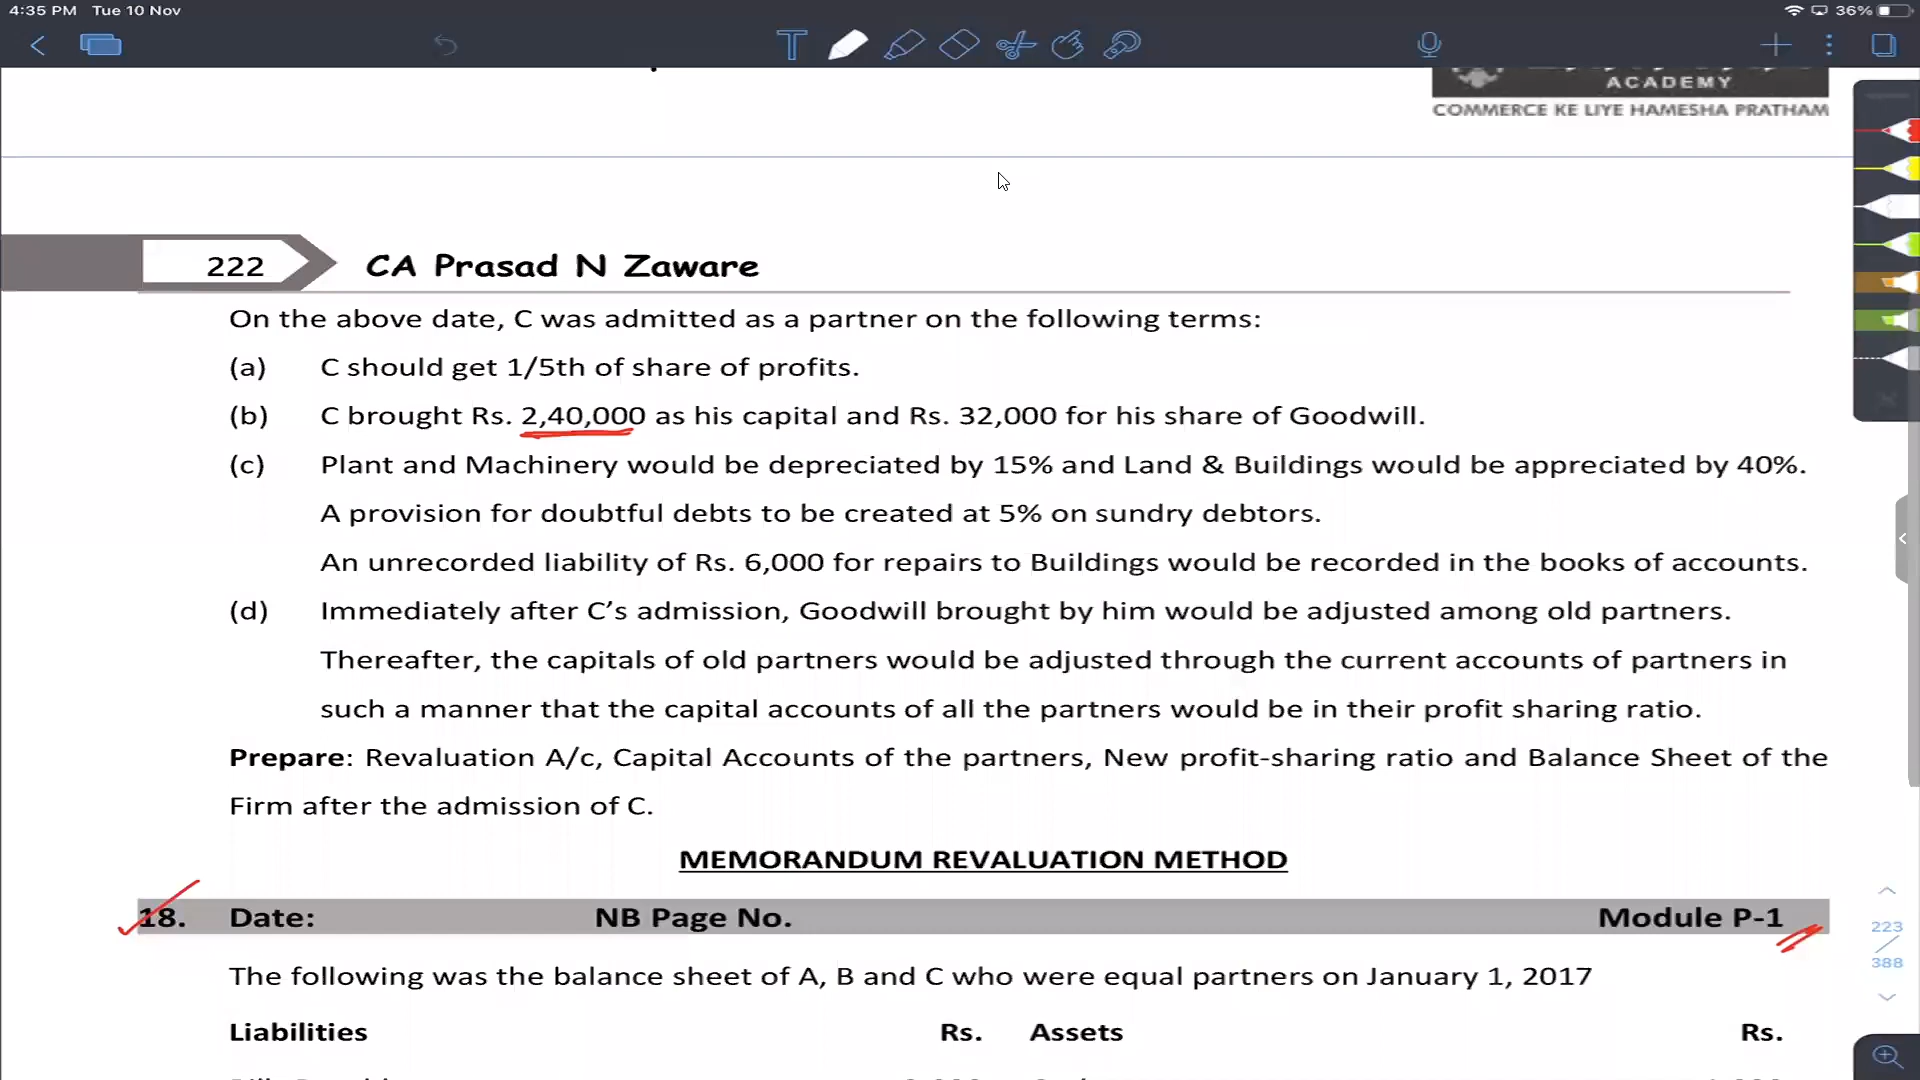 4:35 PM Tue 10 Nov
36%
ACADEMY
COMMERCE KE LIYE HAMESHA PRATHAM
222 CA Prasad N Zaware
On the above date, C was admitted as a partner on the following terms:
(a) C should get 1/5th of share of profits.
(b) C brought Rs. 2,40,000 as his capital and Rs. 32,000 for his share of Goodwill.
(c) Plant and Machinery would be depreciated by 15% and Land & Buildings would be appreciated by 40%.
A provision for doubtful debts to be created at 5% on sundry debtors.
An unrecorded liability of Rs. 6,000 for repairs to Buildings would be recorded in the books of accounts.
(d) Immediately after C’s admission, Goodwill brought by him would be adjusted among old partners.
Thereafter, the capitals of old partners would be adjusted through the current accounts of partners in
such a manner that the capital accounts of all the partners would be in their profit sharing ratio.
Prepare: Revaluation A/c, Capital Accounts of the partners, New profit-sharing ratio and Balance Sheet of the
Firm after the admission of C.
MEMORANDUM REVALUATION METHOD
18. Date: NB Page No. Module P-1
223
388
The following was the balance sheet of A, B and C who were equal partners on January 1, 2017
Liabilities Rs. Assets Rs.